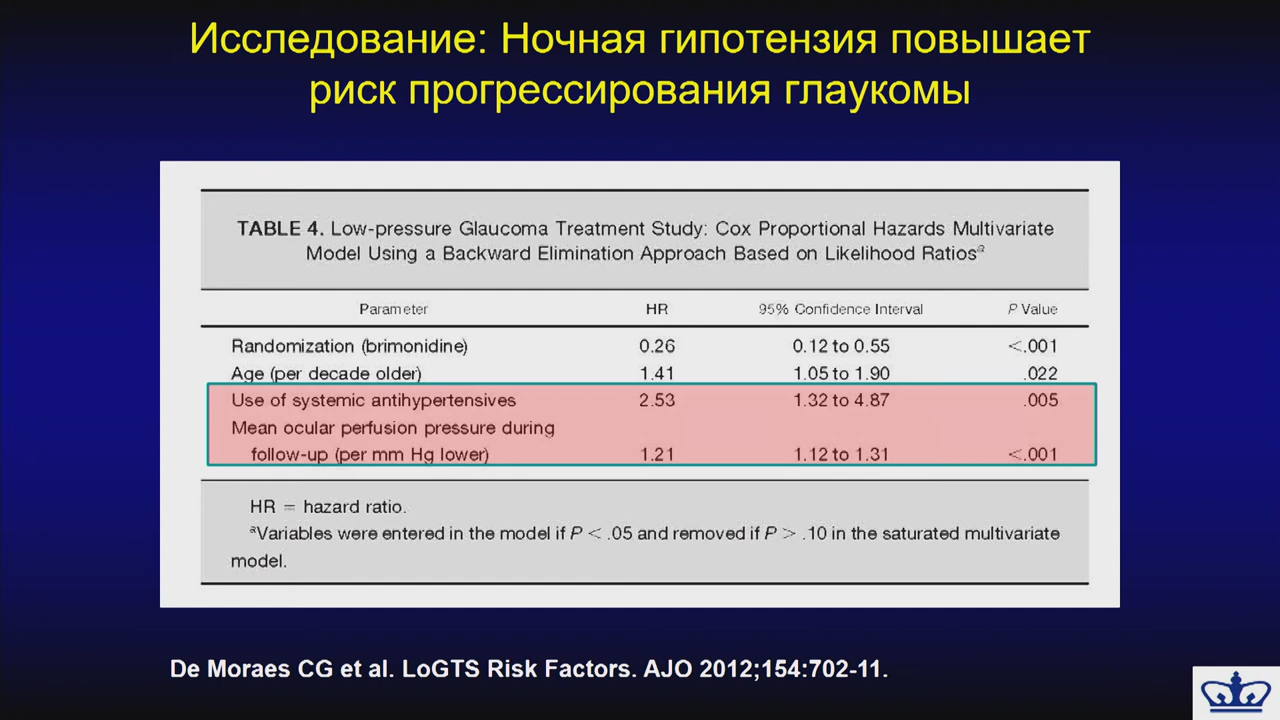 Исследование: Ночная гипотензия повышает
риск прогрессирования глаукомы
TABLE 4. Low-pressure Glaucoma Treatment Study: Cox Proportional Hazards Multivariate
Model Using a Backward Elimination Approach Based on Likelihood Ratiosa
Parameter HR 95% Confidence Interval P Value
Randomization (brimonidine) 0.26 0.12 to 0.55 <.001
Age (per decade older) 1.41 1.05 to 1.90 .022
Use of systemic antihypertensives 2.53 1.32 to 4.87 .005
Mean ocular perfusion pressure during
follow-up (per mm Hg lower) 1.21 1.12 to 1.31 <.001
HR = hazard ratio.
aVariables were entered in the model if P < .05 and removed if P > .10 in the saturated multivariate
model.
De Moraes CG et al. LoGTS Risk Factors. AJO 2012;154:702-11.